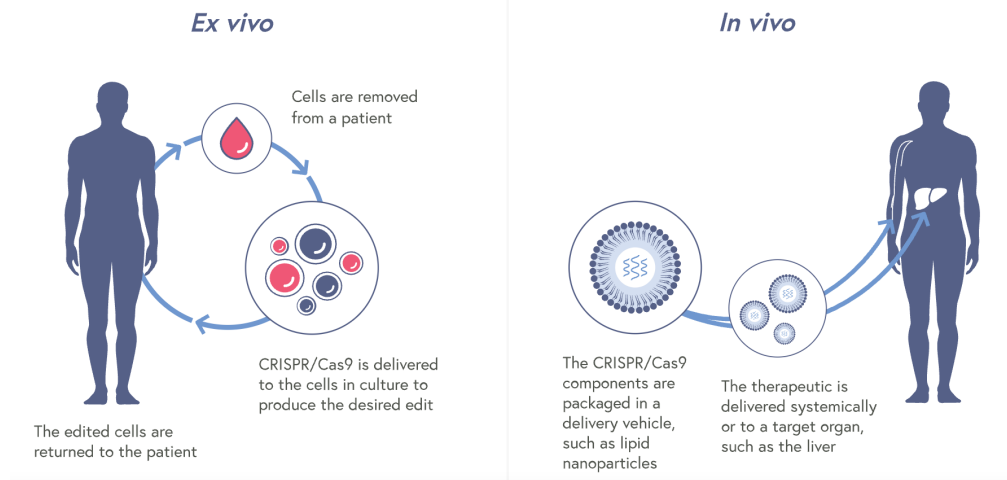 Ex vivo
Cells are removed
from a patient
CRISPR/Cas9 is delivered
to the cells in culture to
produce the desired edit
The edited cells are
returned to the patient
In vivo
The CRISPR/Cas9
components are
packaged in a
delivery vehicle,
such as lipid
nanoparticles
The therapeutic is
delivered systemically
or to a target organ,
such as the liver